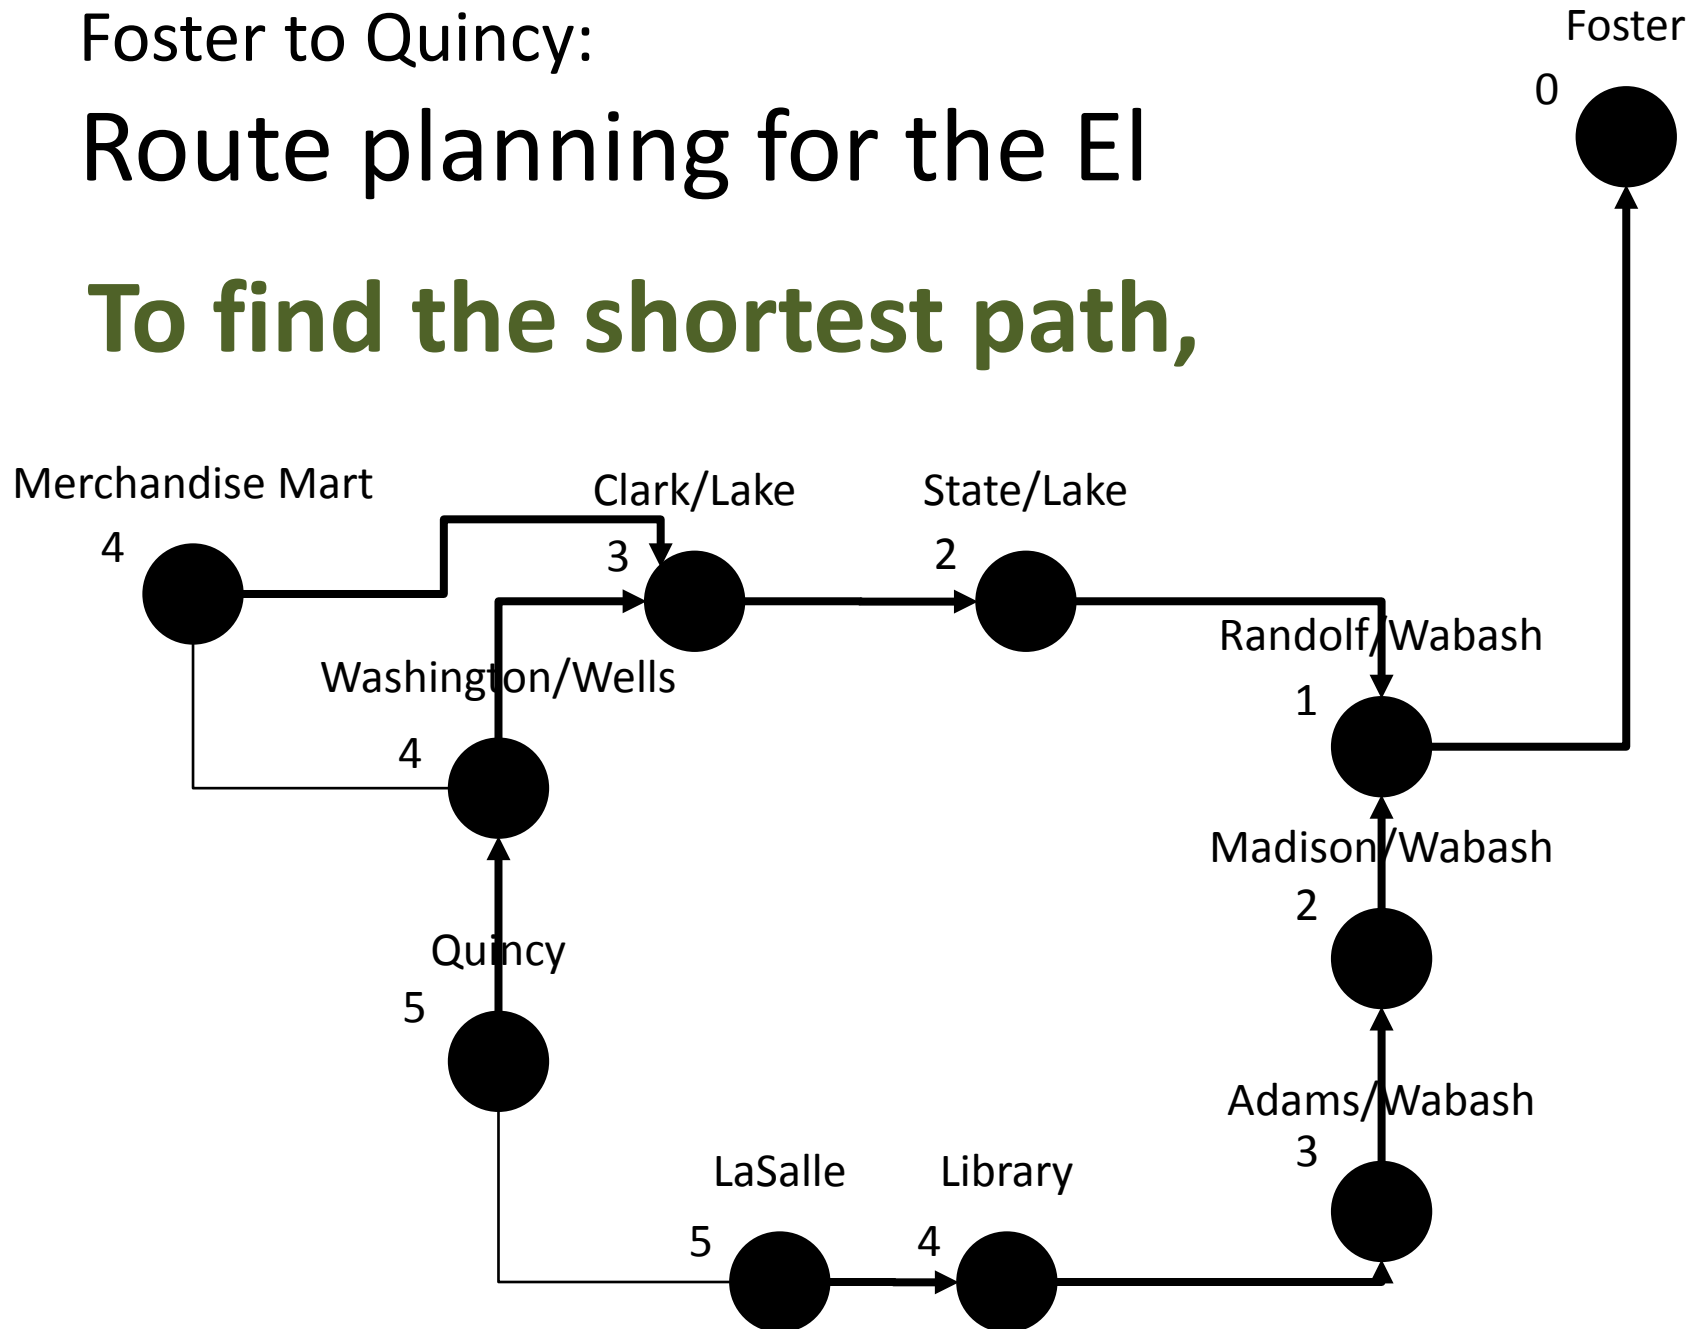 Foster to Quincy:
Foster
0
Route planning for the El
To find the shortest path,
Merchandise Mart
Clark/Lake
State/Lake
4
3
2
Randolf/Wabash
Washington/Wells
1
4
Madison/Wabash
2
Quincy
5
Adams/Wabash
3
LaSalle
Library
5
4